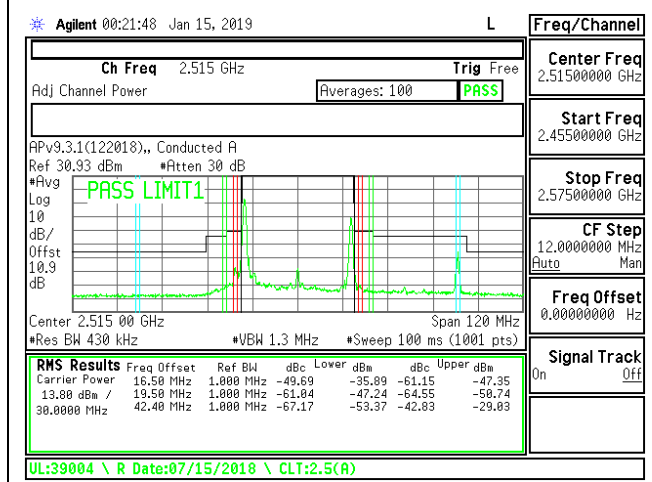 Agilent 00:21:48 Jan 15, 2019 L
Freq/Channel
Ch Freq 2.515 GHz Trig Free
Adj Channel Power Averages: 100 PASS
APv9.3.1(122018),, Conducted A
Ref 30.93 dBm #Atten 30 dB
#Avg
Log
10
dB/
Offst
10.9
dB
PASS LIMIT1
Center 2.515 00 GHz Span 120 MHz
#Res BW 430 kHz #VBW 1.3 MHz #Sweep 100 ms (1001 pts)
RMS Results Freq Offset Ref BW dBc Lower dBm dBc Upper dBm
Carrier Power 16.50 MHz 1.000 MHz -49.69 -35.89 -61.15 -47.35
13.80 dBm / 19.50 MHz 1.000 MHz -61.04 -47.24 -64.55 -50.74
30.0000 MHz 42.40 MHz 1.000 MHz -67.17 -53.37 -42.83 -29.03
UL:39004 \ R Date:07/15/2018 \ CLT:2.5(A)
Center Freq
2.51500000 GHz
Start Freq
2.45500000 GHz
Stop Freq
2.57500000 GHz
CF Step
12.0000000 MHz
Auto Man
Freq Offset
0.00000000 Hz
Signal Track
On Off